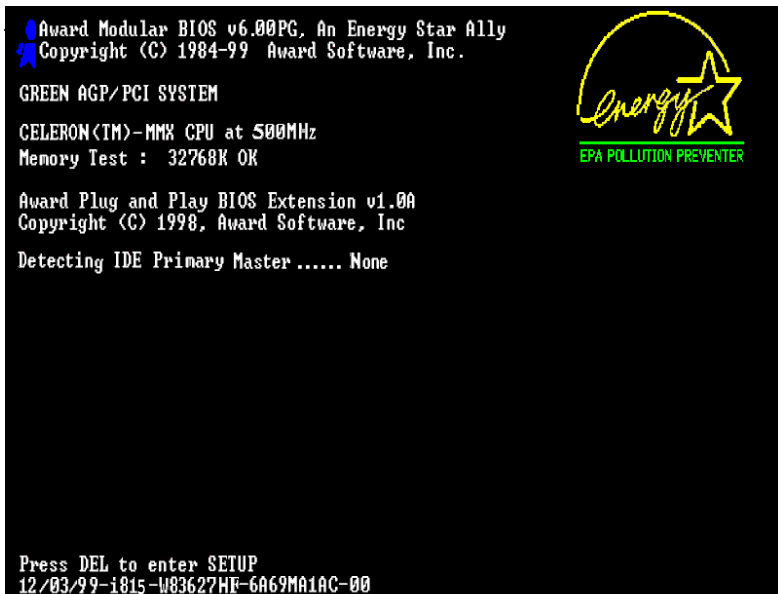 Award Modular BIOS v6.00PG, An Energy Star Ally
Copyright (C) 1984-99 Award Software, Inc.
energy
EPA POLLUTION PREVENTER
GREEN AGP/PCI SYSTEM
CELERON(TM)-MMX CPU at 500MHz
Memory Test : 32768K OK
Award Plug and Play BIOS Extension v1.0A
Copyright (C) 1998, Award Software, Inc
Detecting IDE Primary Master ...... None
Press DEL to enter SETUP
12/03/99-i815-W83627HF-6A69MA1AC-00